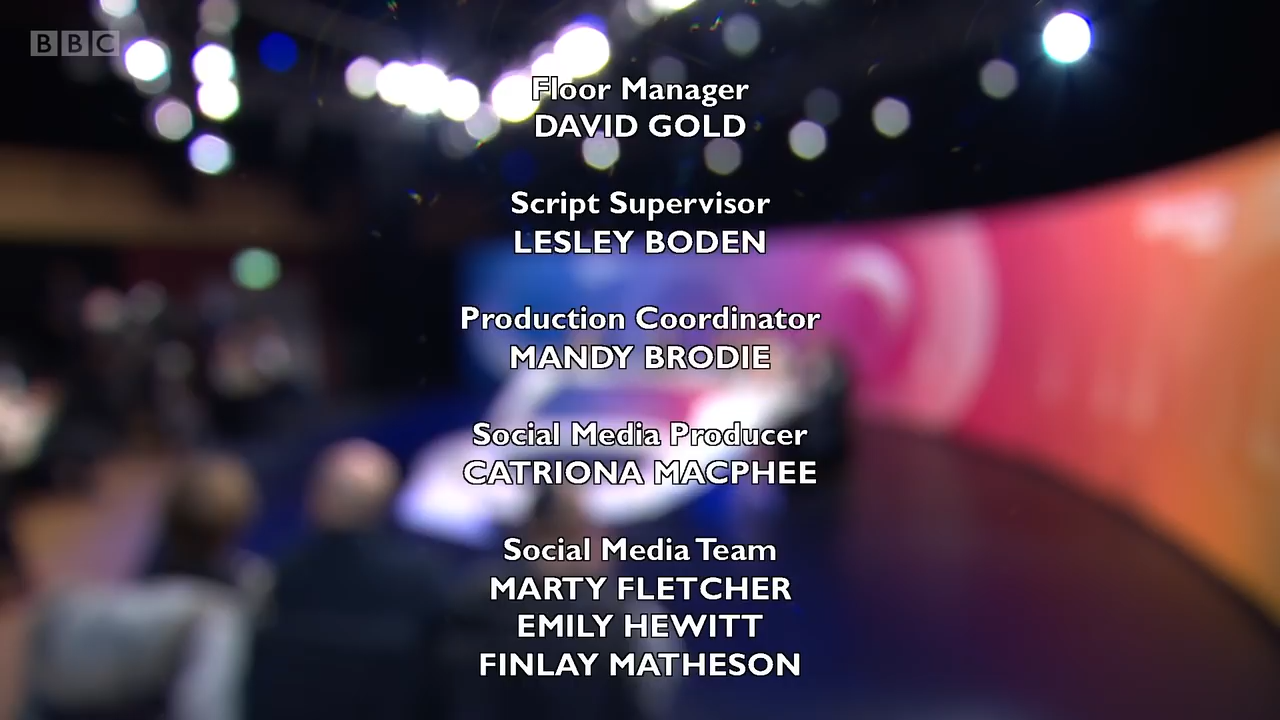 BBC
Floor Manager
DAVID GOLD
Script Supervisor
LESLEY BODEN
Production Coordinator
MANDY BRODIE
Social Media Producer
CATRIONA MACPHEE
Social Media Team
MARTY FLETCHER
EMILY HEWITT
FINLAY MATHESON